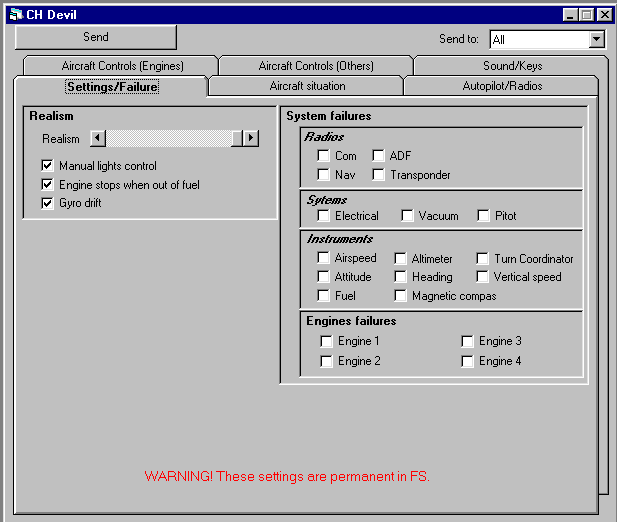 CH Devil
Send
Send to: All
Aircraft Controls (Engines) Aircraft Controls (Others) Sound/Keys
Settings/Failure Aircraft situation Autopilot/Radios
Realism
Realism
Manual lights control
Engine stops when out of fuel
Gyro drift
System failures
Radios
Com ADF
Nav Transponder
Sytems
Electrical Vacuum Pitot
Instruments
Airspeed Altimeter Turn Coordinator
Attitude Heading Vertical speed
Fuel Magnetic compas
Engines failures
Engine 1 Engine 3
Engine 2 Engine 4
WARNING! These settings are permanent in FS.